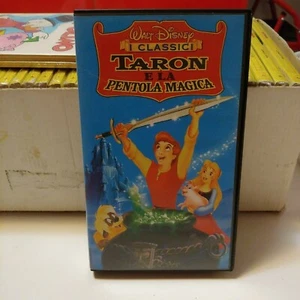 WALT DISNEY
I CLASSICI
TARON
E LA
PENTOLA MAGICA